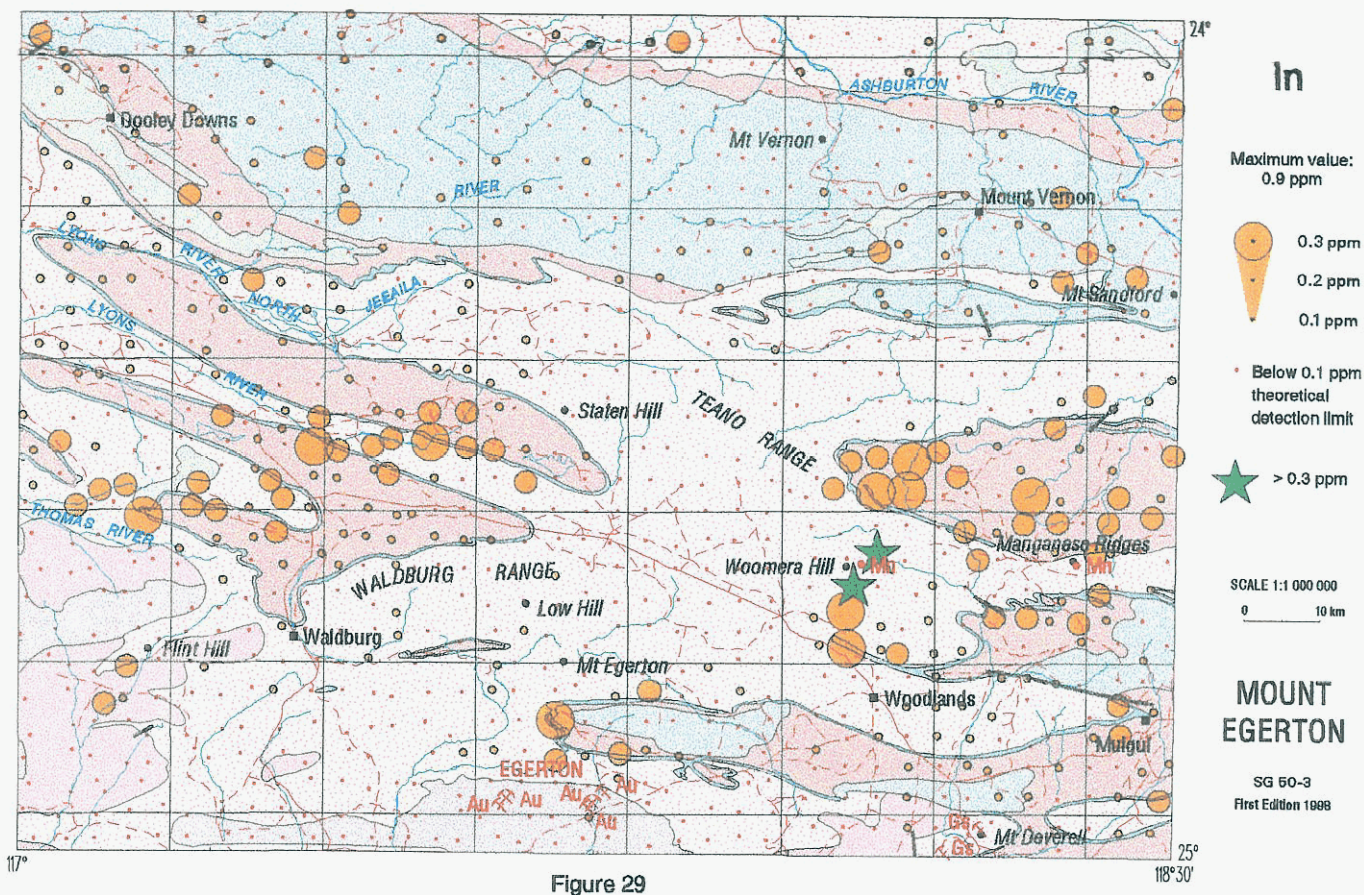 24°
In
Maximum value:
0.9 ppm
0.3 ppm
0.2 ppm
0.1 ppm
Below 0.1 ppm
theoretical
detection limit
> 0.3 ppm
SCALE 1:1 000 000
0 10 km
MOUNT
EGERTON
SG 50-3
First Edition 1998
ASHBURTON RIVER
Dooley Downs
Mt Vernon
RIVER
Mount Vernon
LYONS RIVER NORTH
JEEAILA
Mt Sandford
LYONS RIVER
Staten Hill
TEANO RANGE
THOMAS RIVER
Manganese Ridges
Woomera Hill
Mn
Mn
WALDBURG RANGE
Low Hill
Waldburg
Flint Hill
Mt Egerton
Woodlands
Mulgul
EGERTON
Au Au Au Au
Au
Gs
Mt Deverell
Gs
117°
25°
118°30'
Figure 29